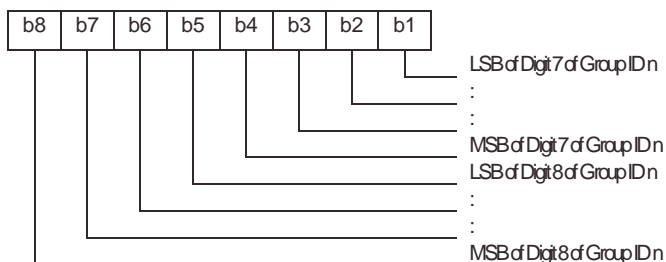 b8 b7 b6 b5 b4 b3 b2 b1
LSB of Digit 7 of Group ID n
:
:
MSB of Digit 7 of Group ID n
LSB of Digit 8 of Group ID n
:
:
MSB of Digit 8 of Group ID n